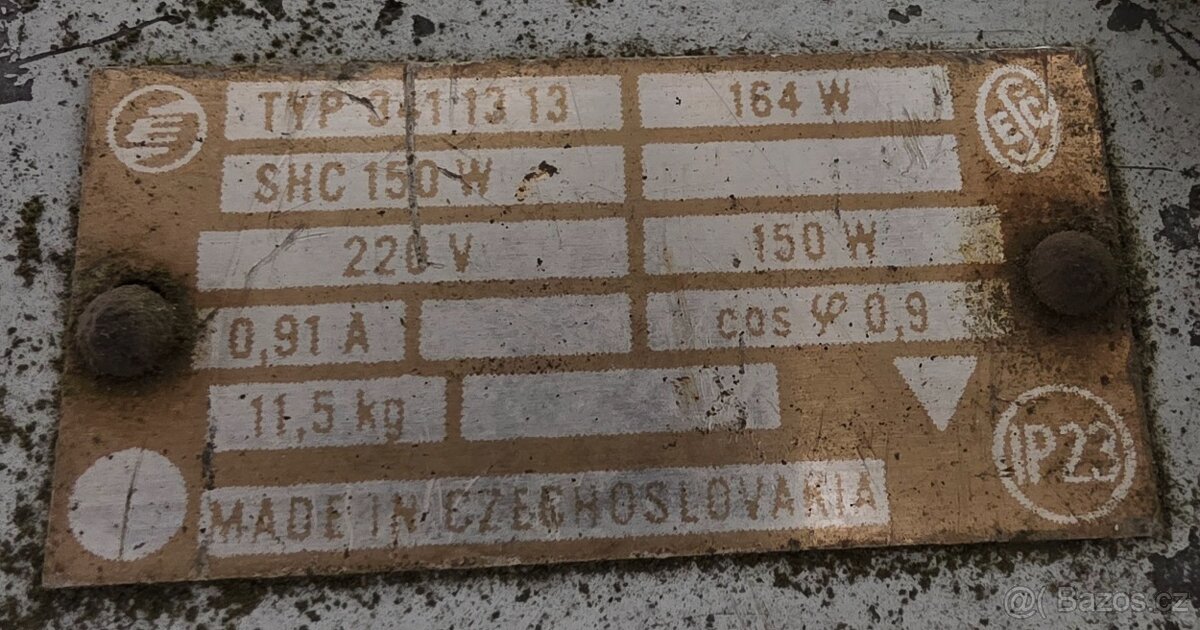 TYP 341 13 13
164 W
ESČ
SHC 150 W
220 V
150 W
0,91 A
cos φ 0,9
11,5 kg
IP23
MADE IN CZECHOSLOVAKIA
@( Bazos.cz